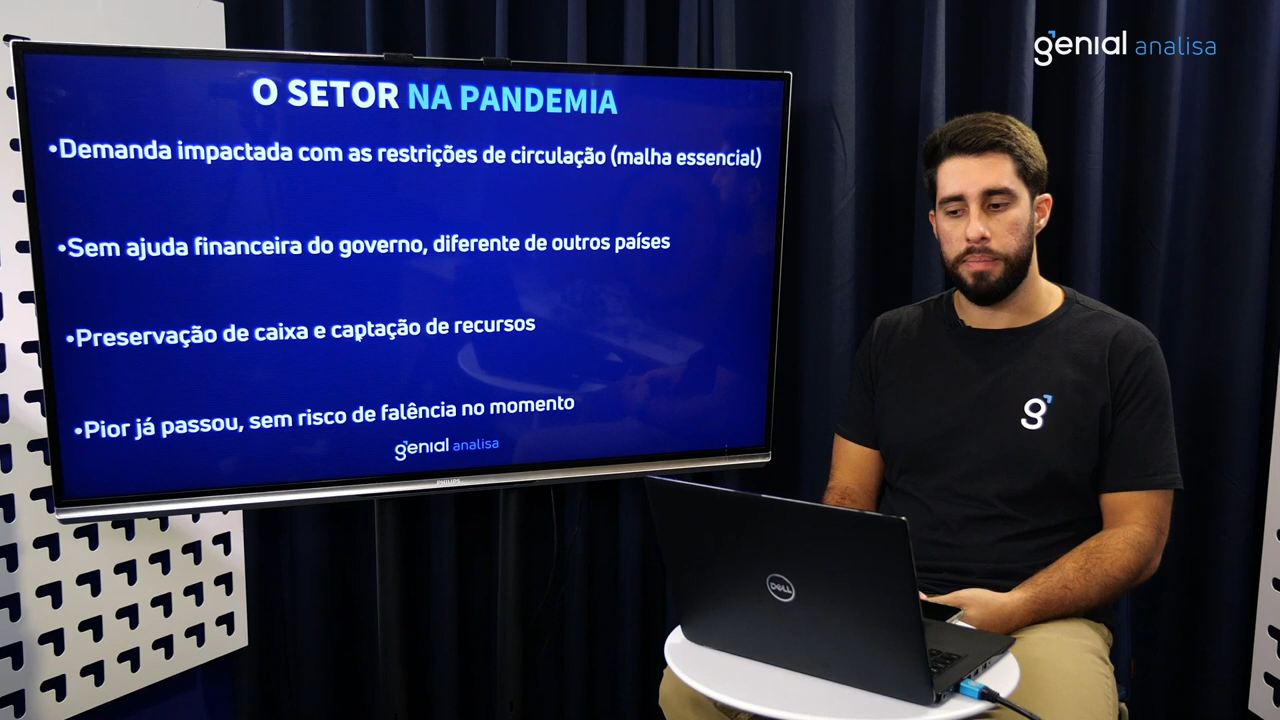 genial analisa
O SETOR NA PANDEMIA
•Demanda impactada com as restrições de circulação (malha essencial)
•Sem ajuda financeira do governo, diferente de outros países
•Preservação de caixa e captação de recursos
•Pior já passou, sem risco de falência no momento
genial analisa
PHILIPS
g
DELL